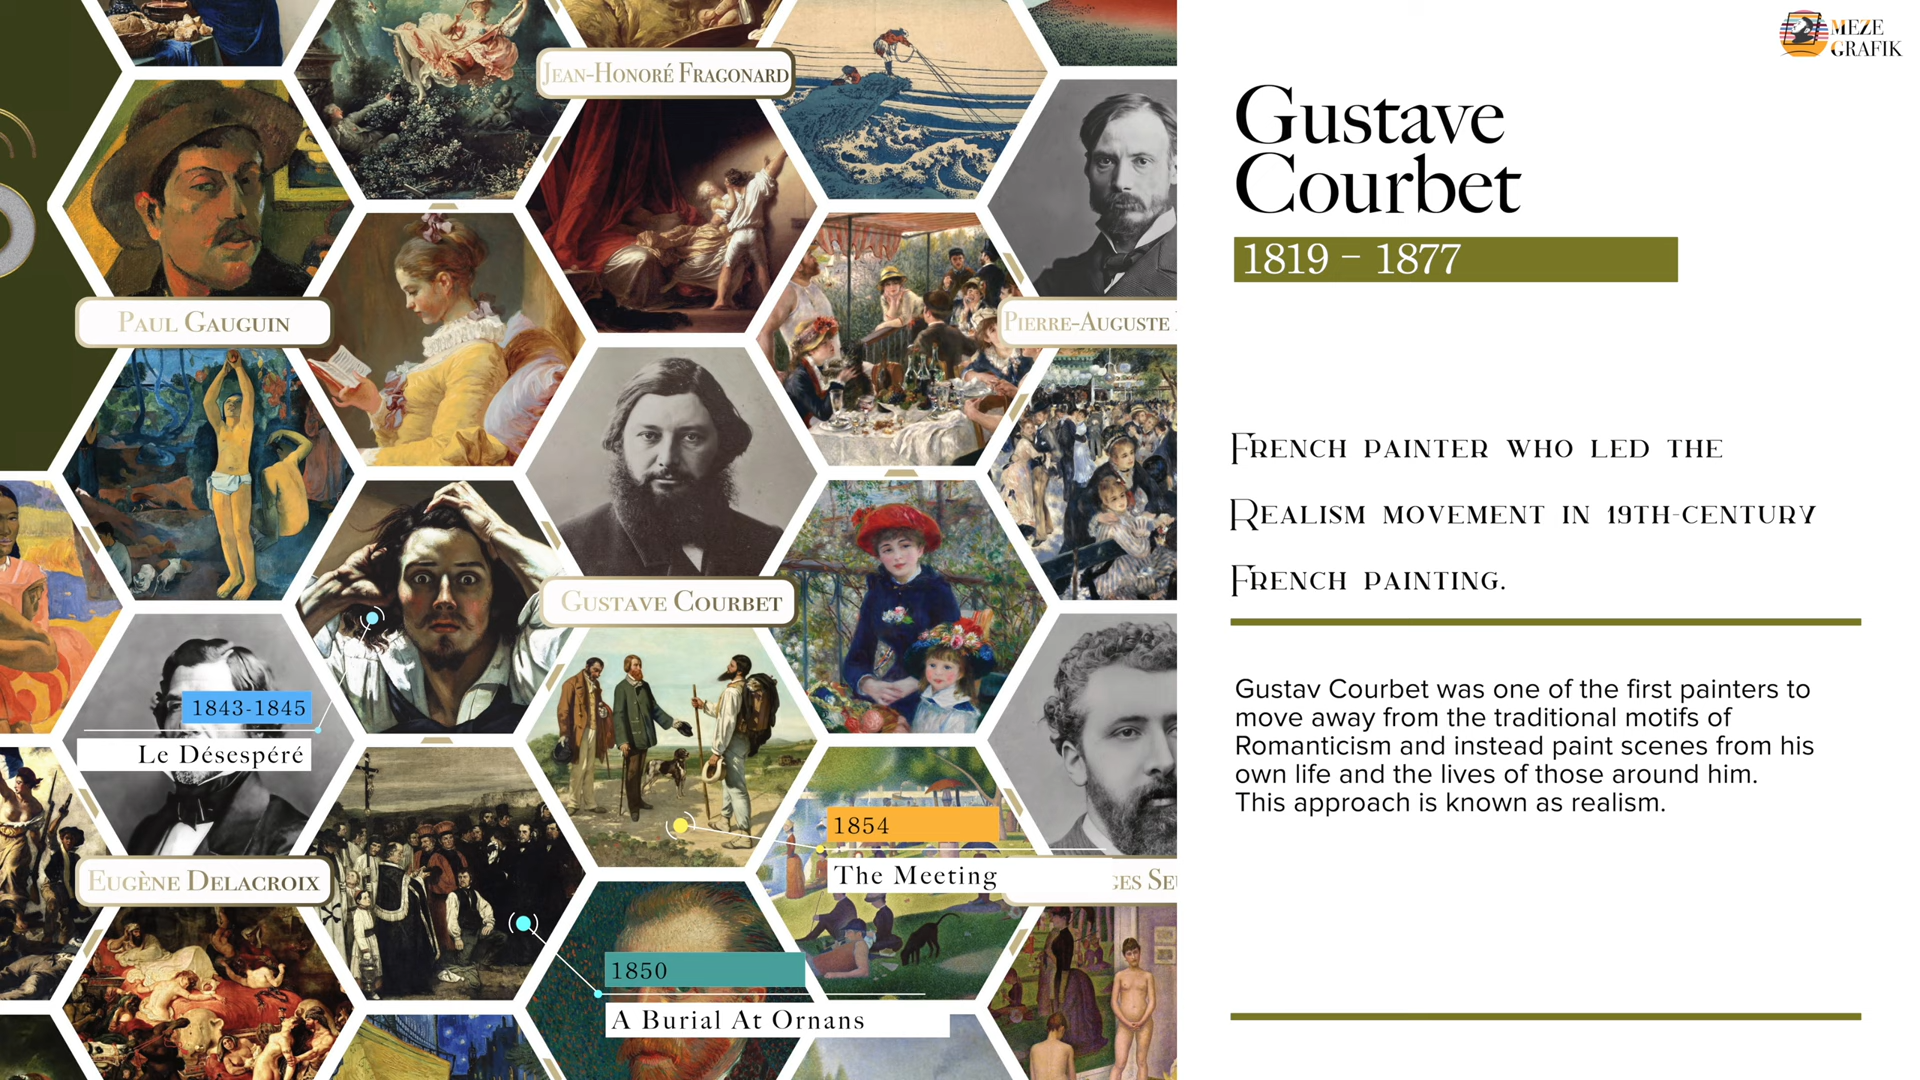 MEZE
GRAFIK
Jean-Honoré Fragonard
Paul Gauguin
Pierre-Auguste
Gustave Courbet
1843-1845
Le Désespéré
Eugène Delacroix
1854
The Meeting
1850
A Burial At Ornans
Gustave
Courbet
1819 – 1877
French painter who led the
Realism movement in 19th-century
French painting.
Gustav Courbet was one of the first painters to
move away from the traditional motifs of
Romanticism and instead paint scenes from his
own life and the lives of those around him.
This approach is known as realism.